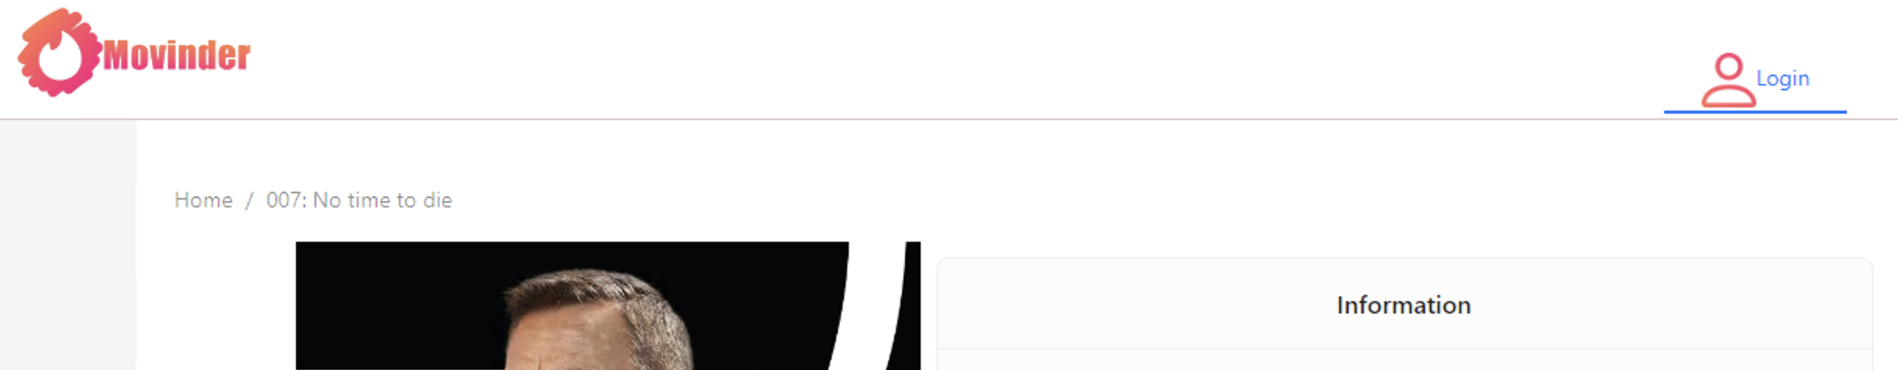 Movinder
Login
Home / 007: No time to die
Information